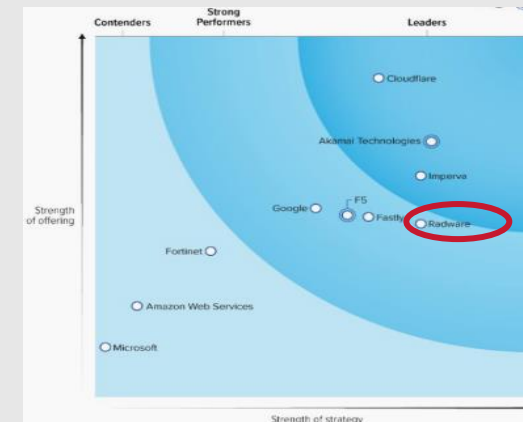 Contenders
Strong
Performers
Leaders
Cloudflare
Akamai Technologies
Imperva
Google
F5
Fastly
Radware
Strength
of offering
Fortinet
Amazon Web Services
Microsoft
Strength of strategy